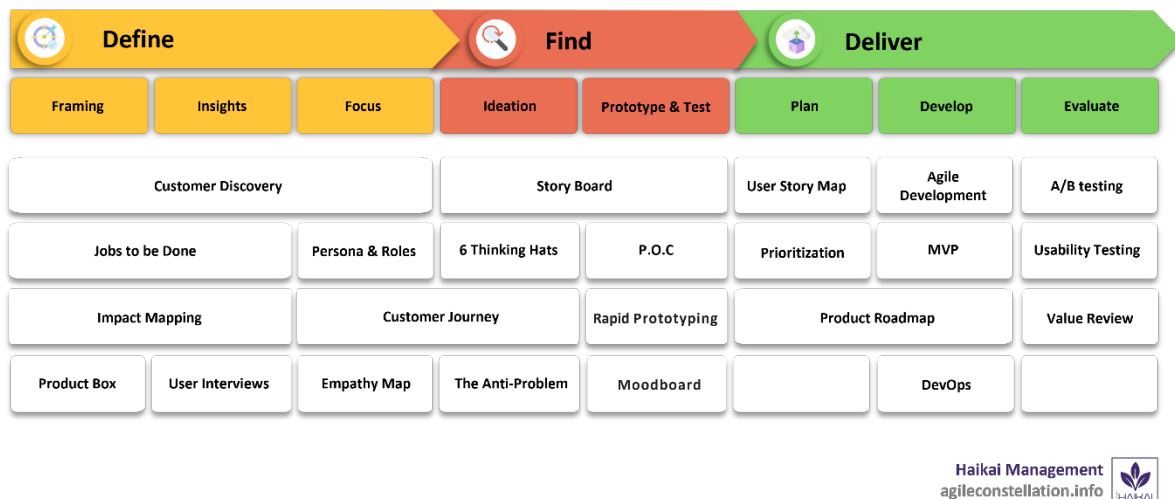 Define
Find
Deliver
Framing
Insights
Focus
Ideation
Prototype & Test
Plan
Develop
Evaluate
Customer Discovery
Story Board
User Story Map
Agile
Development
A/B testing
Jobs to be Done
Persona & Roles
6 Thinking Hats
P.O.C
Prioritization
MVP
Usability Testing
Impact Mapping
Customer Journey
Rapid Prototyping
Product Roadmap
Value Review
Product Box
User Interviews
Empathy Map
The Anti-Problem
Moodboard
DevOps
Haikai Management
agileconstellation.info
HAIKAI